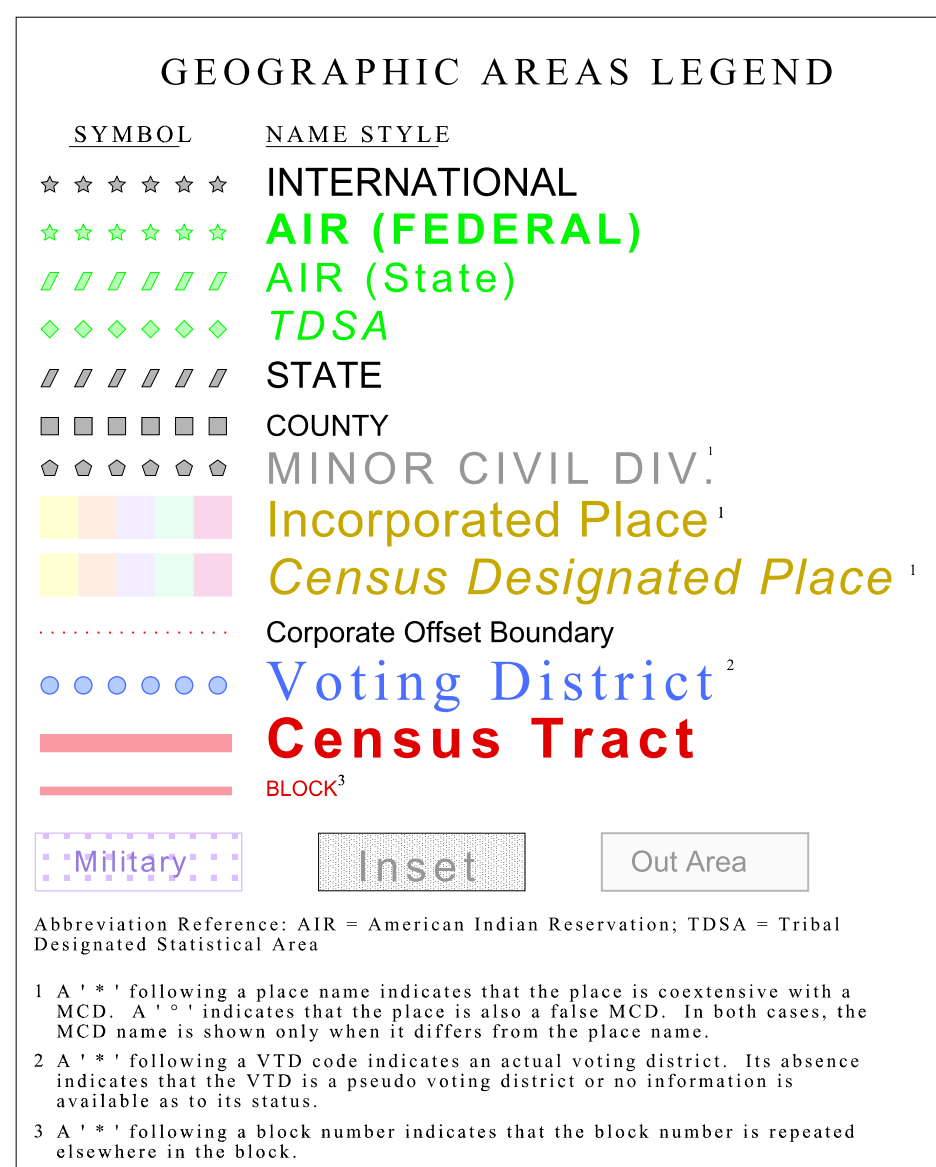 GEOGRAPHIC AREAS LEGEND
SYMBOL NAME STYLE
INTERNATIONAL
AIR (FEDERAL)
AIR (State)
TDSA
STATE
COUNTY
MINOR CIVIL DIV. 1
Incorporated Place 1
Census Designated Place 1
Corporate Offset Boundary
Voting District 2
Census Tract
BLOCK 3
Military Inset Out Area
Abbreviation Reference: AIR = American Indian Reservation; TDSA = Tribal
Designated Statistical Area
1 A ' * ' following a place name indicates that the place is coextensive with a
MCD. A ' ° ' indicates that the place is also a false MCD. In both cases, the
MCD name is shown only when it differs from the place name.
2 A ' * ' following a VTD code indicates an actual voting district. Its absence
indicates that the VTD is a pseudo voting district or no information is
available as to its status.
3 A ' * ' following a block number indicates that the block number is repeated
elsewhere in the block.